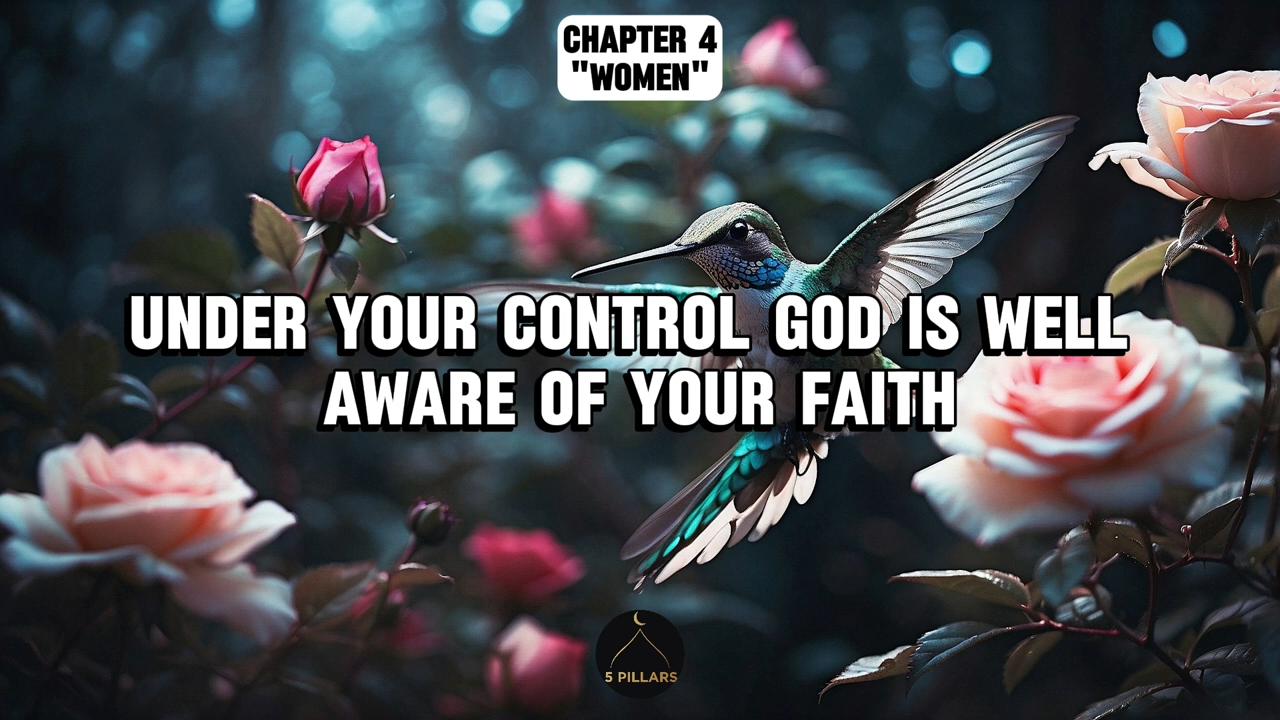 CHAPTER 4
"WOMEN"
UNDER YOUR CONTROL GOD IS WELL
AWARE OF YOUR FAITH
5 PILLARS